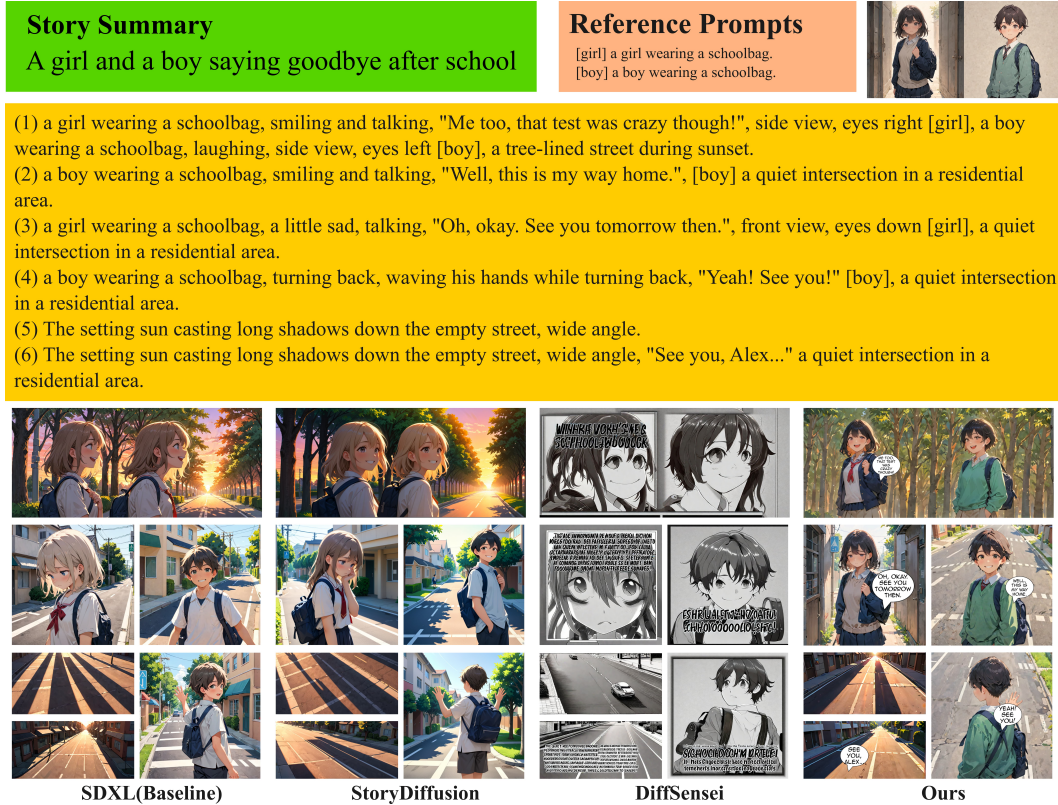 Story Summary
A girl and a boy saying goodbye after school
Reference Prompts
[girl] a girl wearing a schoolbag.
[boy] a boy wearing a schoolbag.
(1) a girl wearing a schoolbag, smiling and talking, "Me too, that test was crazy though!", side view, eyes right [girl], a boy
wearing a schoolbag, laughing, side view, eyes left [boy], a tree-lined street during sunset.
(2) a boy wearing a schoolbag, smiling and talking, "Well, this is my way home.", [boy] a quiet intersection in a residential
area.
(3) a girl wearing a schoolbag, a little sad, talking, "Oh, okay. See you tomorrow then.", front view, eyes down [girl], a quiet
intersection in a residential area.
(4) a boy wearing a schoolbag, turning back, waving his hands while turning back, "Yeah! See you!" [boy], a quiet intersection
in a residential area.
(5) The setting sun casting long shadows down the empty street, wide angle.
(6) The setting sun casting long shadows down the empty street, wide angle, "See you, Alex..." a quiet intersection in a
residential area.
ME TOO,
THAT TEST
WAS
CRAZY
THOUGH!
OH, OKAY.
SEE YOU
TOMORROW
THEN.
WELL,
THIS IS
MY WAY
HOME.
SEE
YOU,
ALEX...
YEAH!
SEE
YOU!
SDXL(Baseline)
StoryDiffusion
DiffSensei
Ours